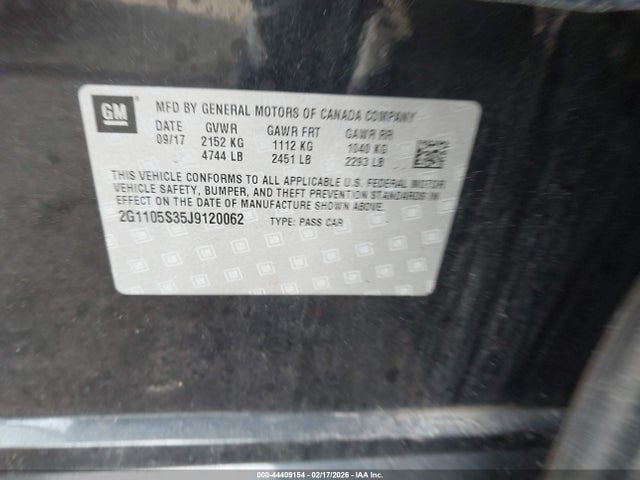 GM
MFD BY GENERAL MOTORS OF CANADA COMPANY
DATE GVWR GAWR FRT GAWR RR
09/17 2152 KG 1112 KG 1040 KG
4744 LB 2451 LB 2293 LB
THIS VEHICLE CONFORMS TO ALL APPLICABLE U.S. FEDERAL MOTOR
VEHICLE SAFETY, BUMPER, AND THEFT PREVENTION STANDARDS
IN EFFECT ON THE DATE OF MANUFACTURE SHOWN ABOVE.
2G1105S35J9120062 TYPE: PASS CAR
000-44409154 - 02/17/2026 - IAA Inc.